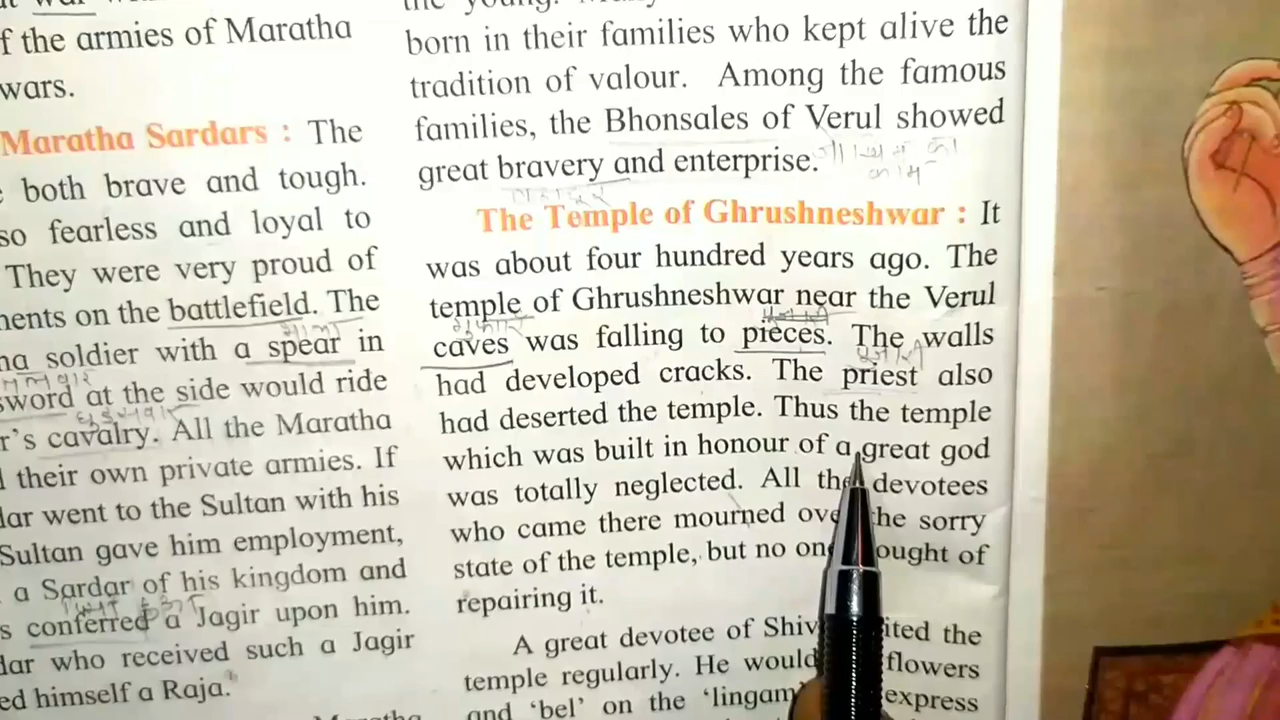 f the armies of Maratha
wars.
Maratha Sardars : The
both brave and tough.
so fearless and loyal to
They were very proud of
ments on the battlefield. The
soldier with a spear in
sword at the side would ride
r's cavalry. All the Maratha
their own private armies. If
dar went to the Sultan with his
Sultan gave him employment,
a Sardar of his kingdom and
s conferred a Jagir upon him.
dar who received such a Jagir
ed himself a Raja.
Maratha
the young.
born in their families who kept alive the
tradition of valour. Among the famous
families, the Bhonsales of Verul showed
great bravery and enterprise.
The Temple of Ghrushneshwar : It
was about four hundred years ago. The
temple of Ghrushneshwar near the Verul
caves was falling to pieces. The walls
had developed cracks. The priest also
had deserted the temple. Thus the temple
which was built in honour of a great god
was totally neglected. All the devotees
who came there mourned over the sorry
state of the temple, but no one ought of
repairing it.
A great devotee of Shiv ited the
temple regularly. He would flowers
and 'bel' on the 'lingam express